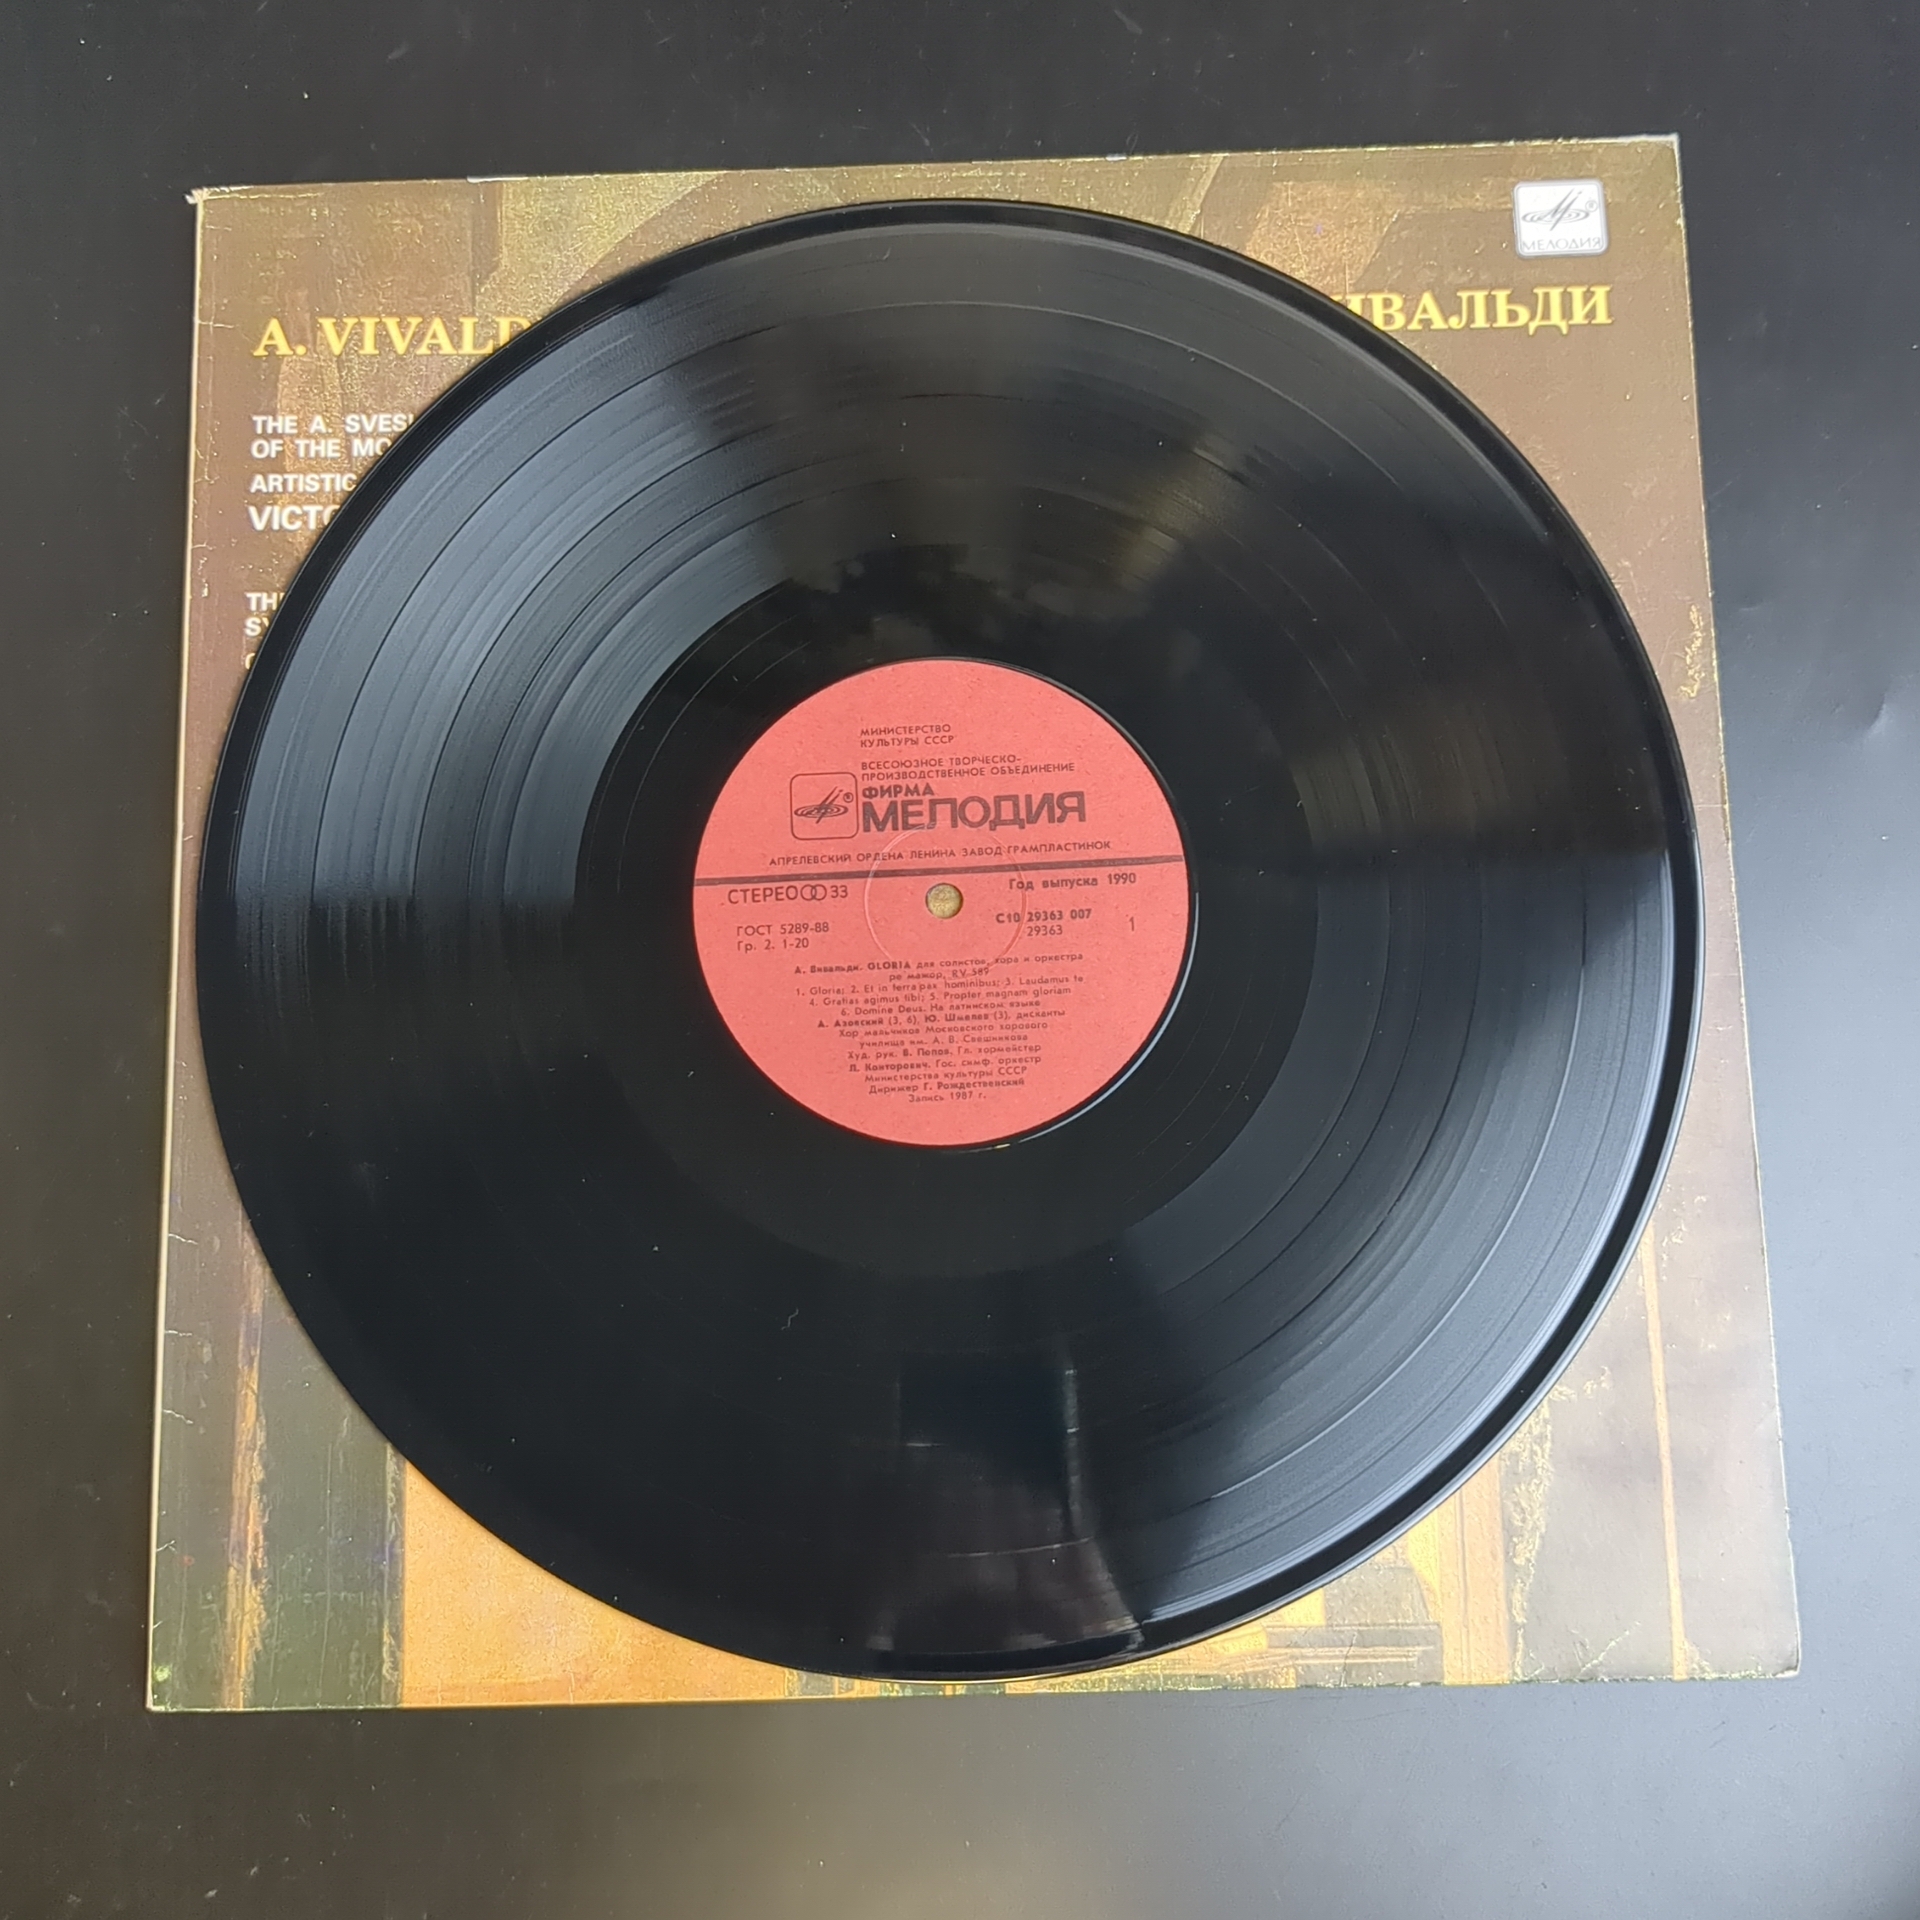 МЕЛОДИЯ
A. VIVALD
ИВАЛЬДИ
THE A. SVESH
OF THE MO
ARTISTIC
VICTO
THE
SY
МИНИСТЕРСТВО
КУЛЬТУРЫ СССР
ВСЕСОЮЗНОЕ ТВОРЧЕСКО-
ПРОИЗВОДСТВЕННОЕ ОБЪЕДИНЕНИЕ
ФИРМА
МЕЛОДИЯ
АПРЕЛЕВСКИЙ ОРДЕНА ЛЕНИНА ЗАВОД ГРАМПЛАСТИНОК
СТЕРЕО 33
Год выпуска 1990
ГОСТ 5289-88
Гр. 2. 1-20
С10 29363 007
29363
1
А. Вивальди. GLORIA для солистов, хора и оркестра
ре мажор, RV 589
1. Gloria; 2. Et in terra pax hominibus; 3. Laudamus te
4. Gratias agimus tibi; 5. Propter magnam gloriam
6. Domine Deus. На латинском языке
А. Азовский (3, 6), Ю. Шмелев (3), дисканты
Хор мальчиков Московского хорового
училища им. А. В. Свешникова
Худ. рук. В. Попов. Гл. хормейстер
Л. Конторович. Гос. симф. оркестр
Министерства культуры СССР
Дирижер Г. Рождественский
Запись 1987 г.